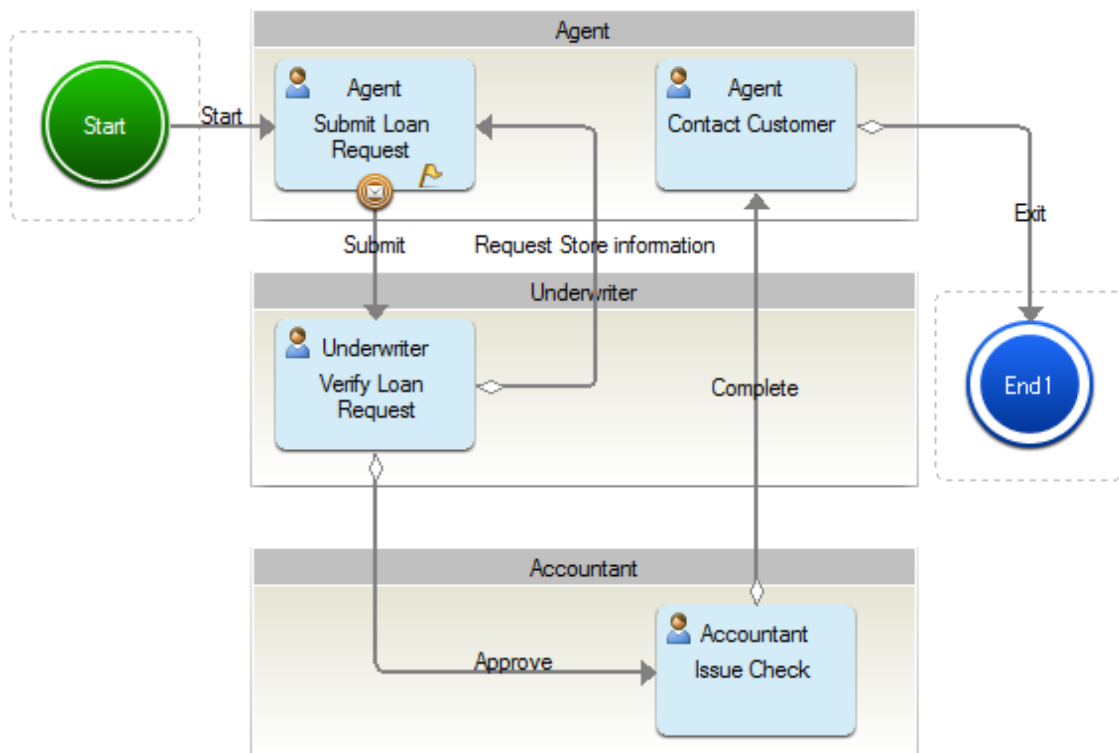 Agent
Start
Start
Agent
Submit Loan
Request
Agent
Contact Customer
Exit
Submit
Request Store information
Underwriter
Underwriter
Verify Loan
Request
Complete
End1
Accountant
Approve
Accountant
Issue Check